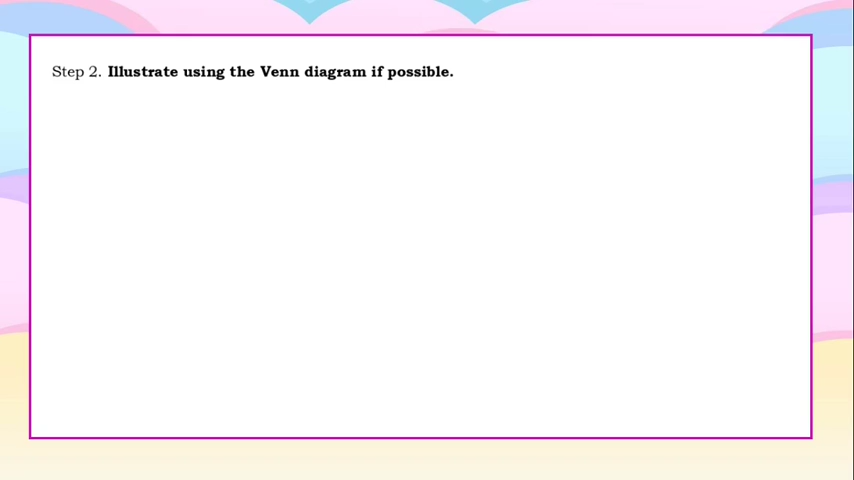 Step 2. Illustrate using the Venn diagram if possible.